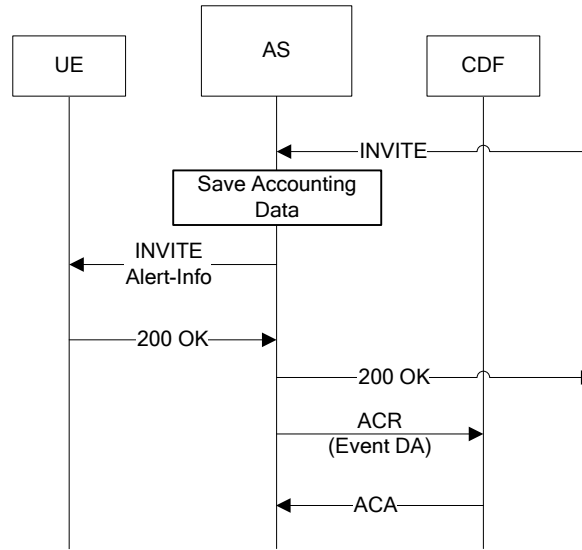 UE
AS
CDF
INVITE
Save Accounting
Data
INVITE
Alert-Info
200 OK
200 OK
ACR
(Event DA)
ACA